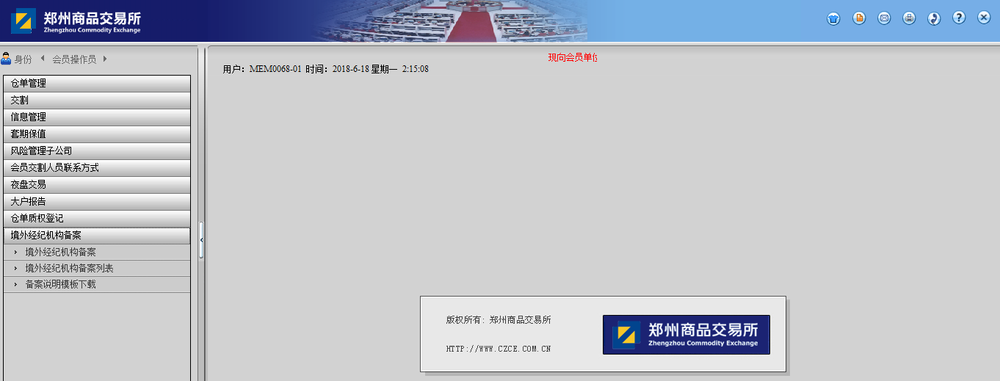 郑州商品交易所
Zhengzhou Commodity Exchange
身份 会员操作员
现向会员单位
用户：MEM0068-01 时间：2018-6-18 星期一 2:15:08
仓单管理
交割
信息管理
套期保值
风险管理子公司
会员交割人员联系方式
夜盘交易
大户报告
仓单质权登记
境外经纪机构备案
境外经纪机构备案
境外经纪机构备案列表
备案说明模板下载
版权所有: 郑州商品交易所
HTTP://WWW.CZCE.COM.CN
郑州商品交易所
Zhengzhou Commodity Exchange